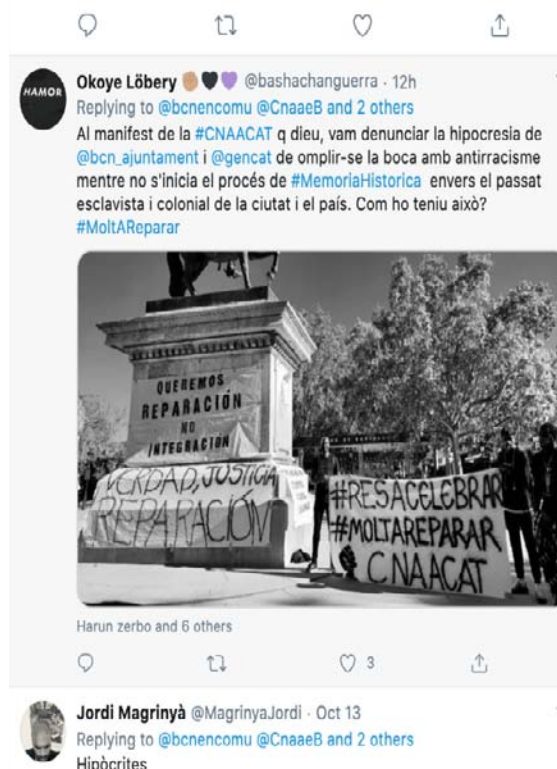 HAMOR
Okoye Löbery @bashachanguerra · 12h
Replying to @bcnencomu @CnaaeB and 2 others
Al manifest de la #CNAACAT q dieu, vam denunciar la hipocresia de
@bcn_ajuntament i @gencat de omplir-se la boca amb antirracisme
mentre no s'inicia el procés de #MemoriaHistorica envers el passat
esclavista i colonial de la ciutat i el país. Com ho teniu això?
#MoltAReparar
QUEREMOS
REPARACIÓN
NO
INTEGRACIÓN
VERDAD, JUSTICIA
REPARACIÓN
#RESACELEBRAR
#MOLTAREPARAR
CNAACAT
Harun zerbo and 6 others
3
Jordi Magrinyà @MagrinyaJordi · Oct 13
Replying to @bcnencomu @CnaaeB and 2 others
Hipòcrites